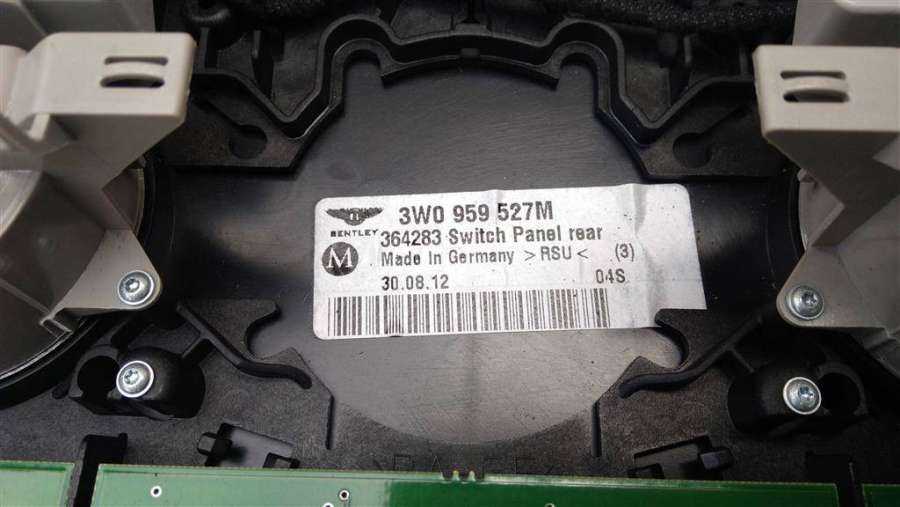 3W0 959 527M
BENTLEY 364283 Switch Panel rear
M Made In Germany >RSU< (3)
30.08.12 04S